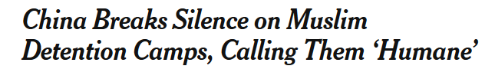 China Breaks Silence on Muslim
Detention Camps, Calling Them ‘Humane’